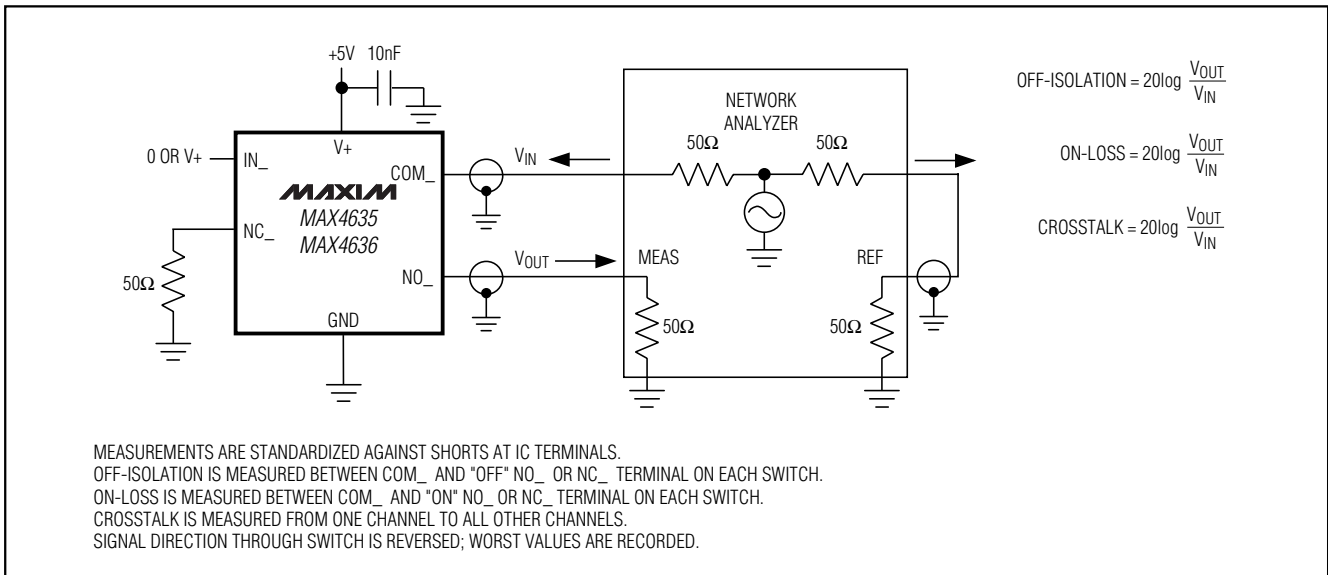 +5V 10nF
V+
0 OR V+
IN_
COM_
MAXIM
MAX4635
MAX4636
NC_
NO_
50Ω
GND
VIN
VOUT
NETWORK
ANALYZER
50Ω 50Ω
MEAS REF
50Ω 50Ω
OFF-ISOLATION = 20log VOUT
VIN
ON-LOSS = 20log VOUT
VIN
CROSSTALK = 20log VOUT
VIN
MEASUREMENTS ARE STANDARDIZED AGAINST SHORTS AT IC TERMINALS.
OFF-ISOLATION IS MEASURED BETWEEN COM_ AND "OFF" NO_ OR NC_ TERMINAL ON EACH SWITCH.
ON-LOSS IS MEASURED BETWEEN COM_ AND "ON" NO_ OR NC_ TERMINAL ON EACH SWITCH.
CROSSTALK IS MEASURED FROM ONE CHANNEL TO ALL OTHER CHANNELS.
SIGNAL DIRECTION THROUGH SWITCH IS REVERSED; WORST VALUES ARE RECORDED.